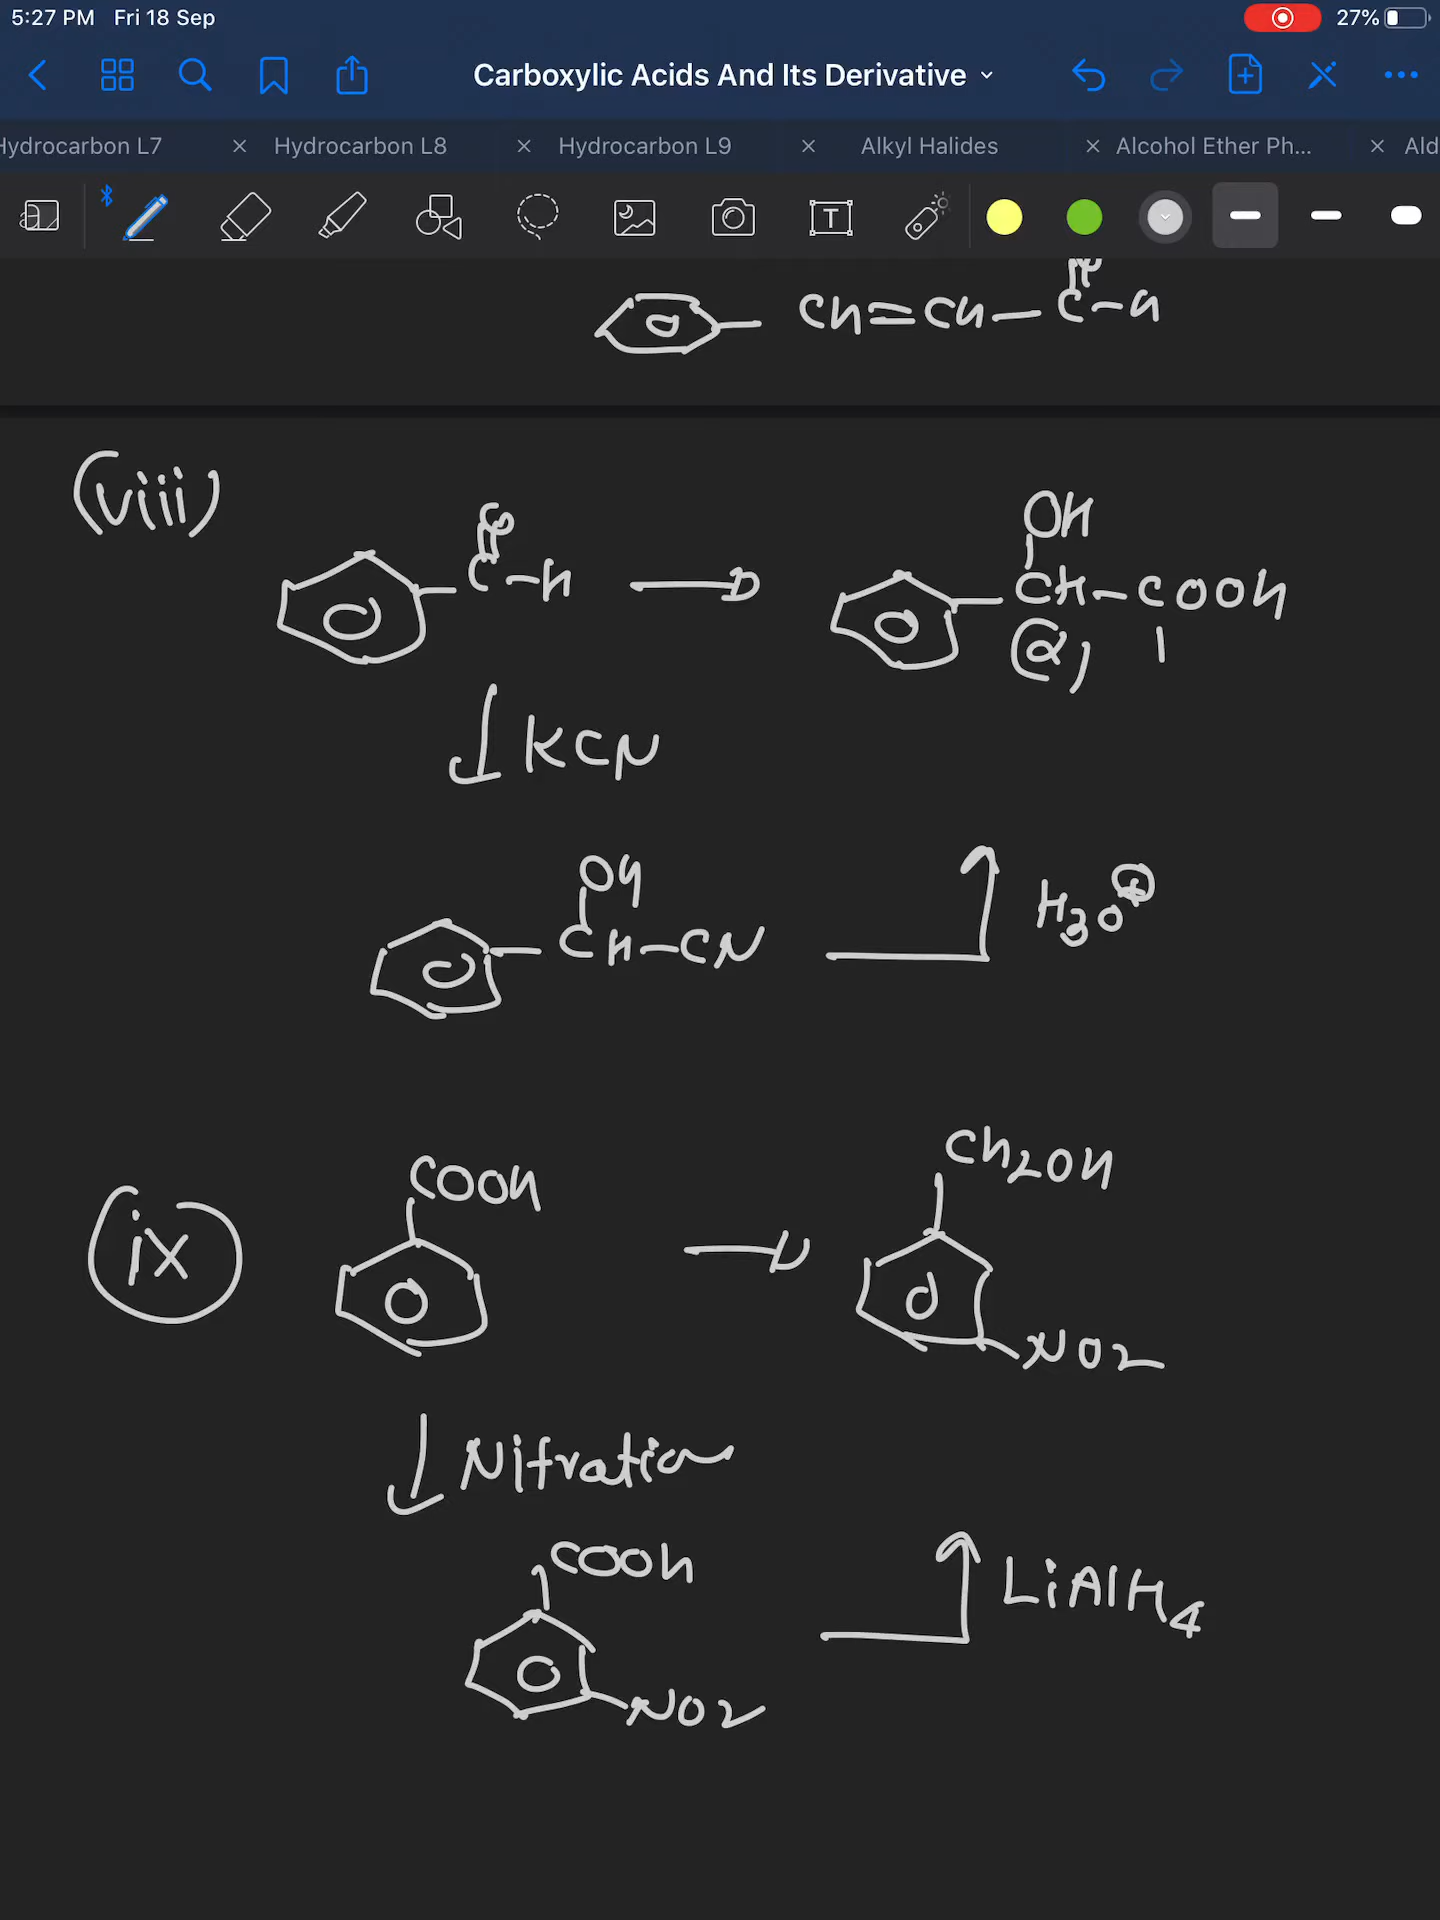 5:27 PM Fri 18 Sep 27%
Carboxylic Acids And Its Derivative
Hydrocarbon L7 × Hydrocarbon L8 × Hydrocarbon L9 × Alkyl Halides × Alcohol Ether Ph... × Ald
a T
CH=CH-C-H
(viii)
O
C-H
OH
CH-COOH
(α) 1
KCN
OH
CH-CN
H3O⊕
ix
COOH
CH2OH
NO2
Nitration
COOH
LiAlH4
NO2